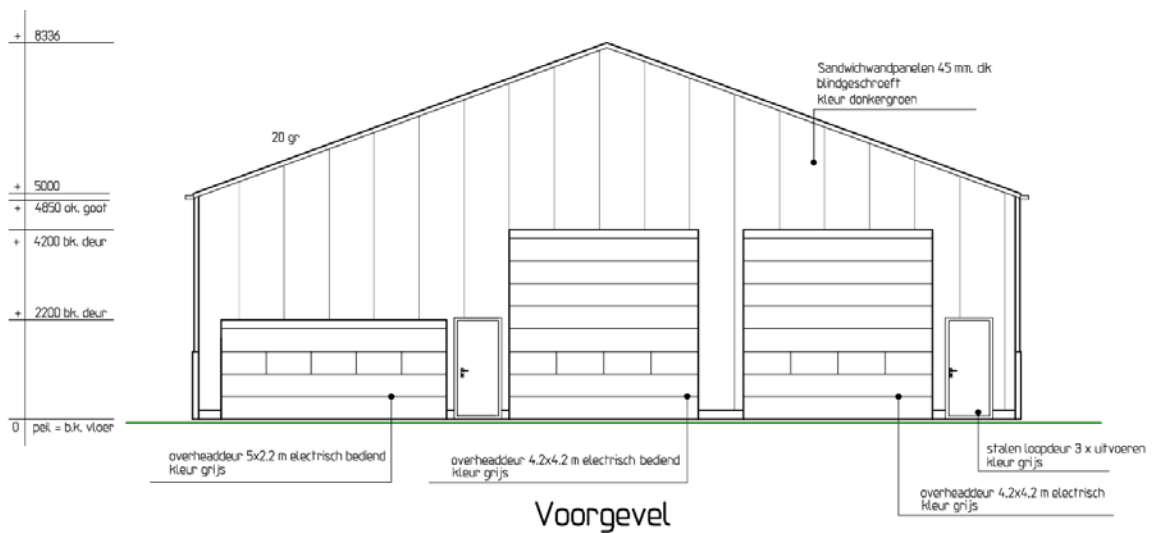 + 8336
Sandwichwandpanelen 45 mm. dik
blindgeschroeft
kleur donkergroen
20 gr
+ 5000
+ 4850 ok. goot
+ 4200 bk. deur
+ 2200 bk. deur
0 peil = b.k. vloer
overheaddeur 5x2.2 m electrisch bediend
kleur grijs
overheaddeur 4.2x4.2 m electrisch bediend
kleur grijs
stalen loopdeur 3 x uitvoeren
kleur grijs
overheaddeur 4.2x4.2 m electrisch
kleur grijs
Voorgevel